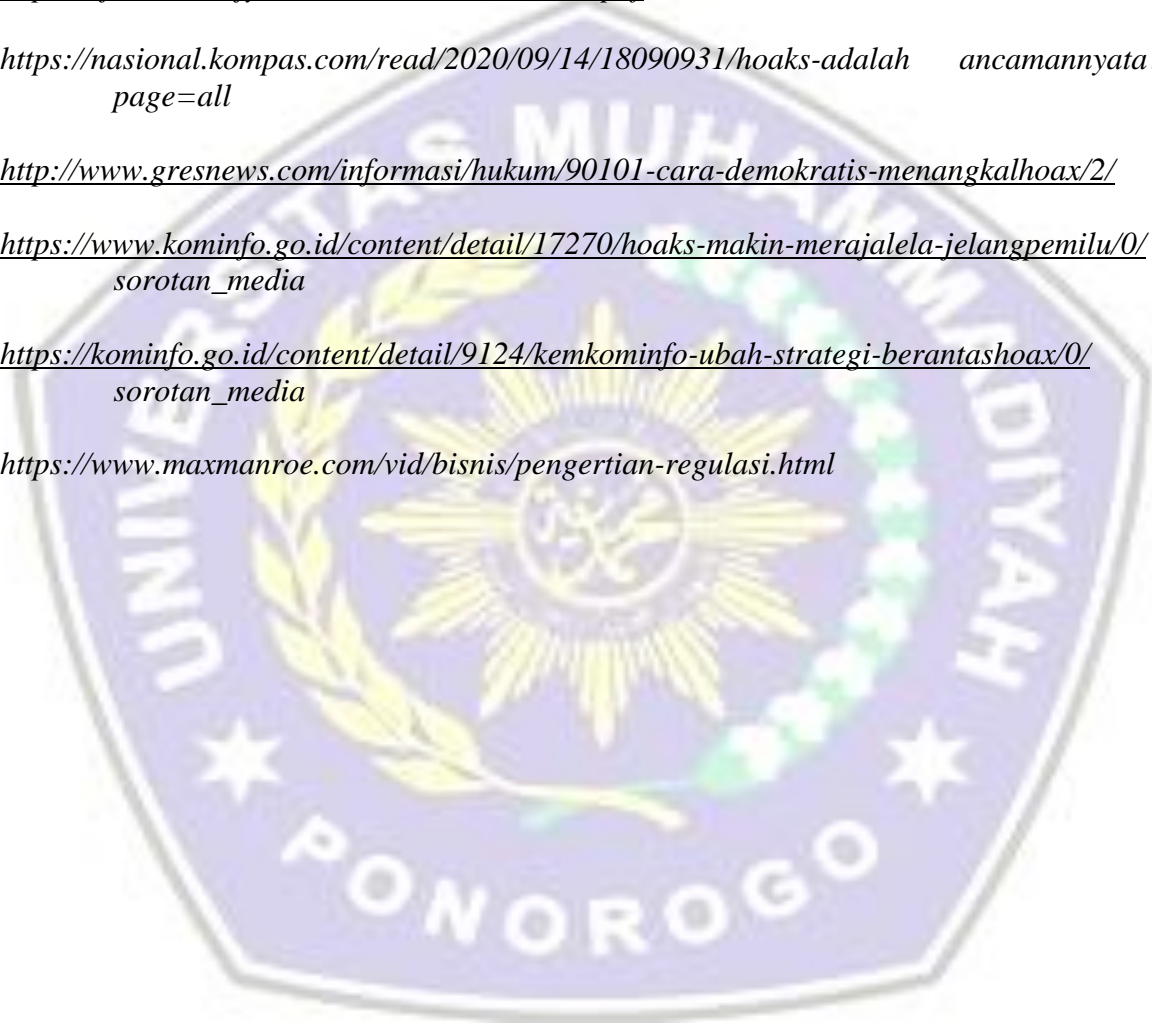 https://nasional.kompas.com/read/2020/09/14/18090931/hoaks-adalah ancamannyata
page=all
http://www.gresnews.com/informasi/hukum/90101-cara-demokratis-menangkalhoax/2/
https://www.kominfo.go.id/content/detail/17270/hoaks-makin-merajalela-jelangpemilu/0/
sorotan_media
https://kominfo.go.id/content/detail/9124/kemkominfo-ubah-strategi-berantashoax/0/
sorotan_media
https://www.maxmanroe.com/vid/bisnis/pengertian-regulasi.html
UNIVERSITAS MUHAMMADIYAH
PONOROGO